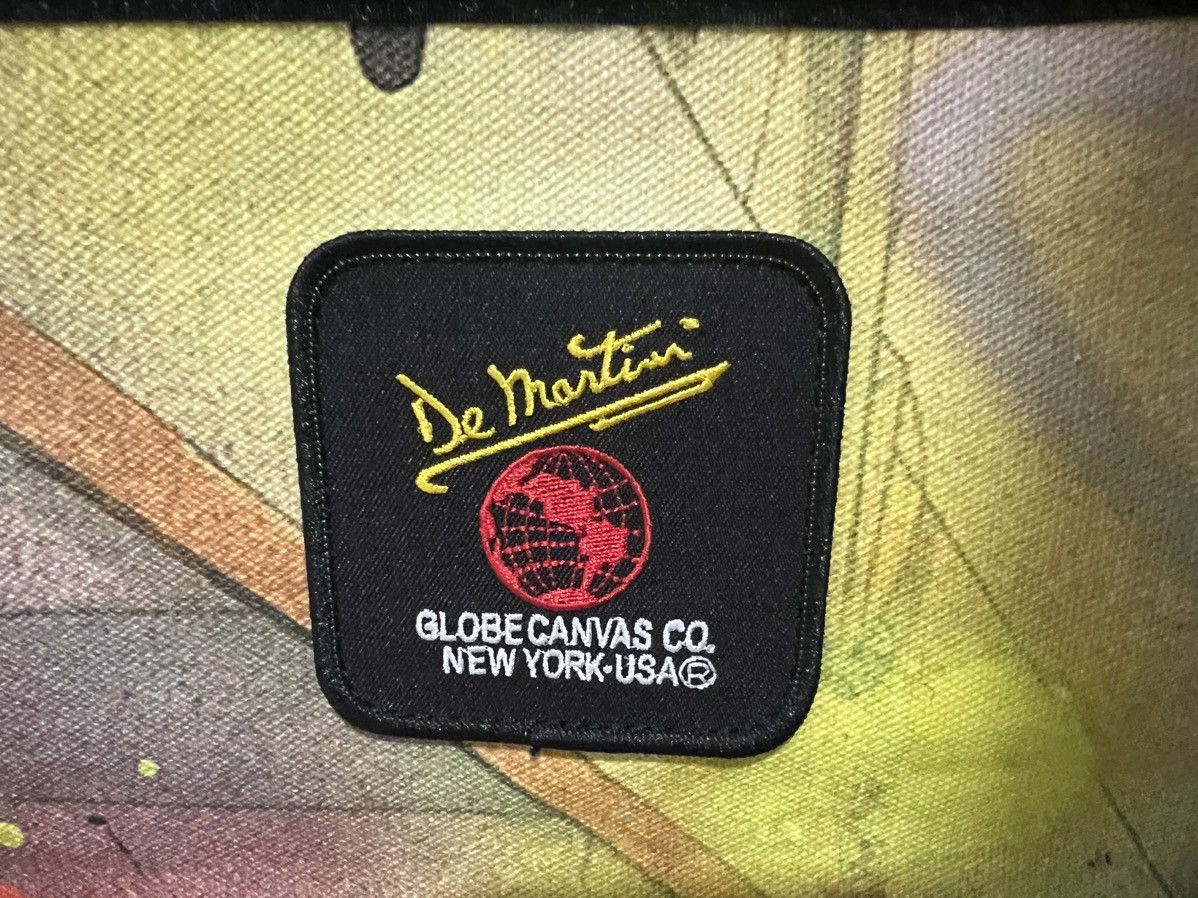 De Martini
GLOBE CANVAS CO.
NEW YORK-USA®